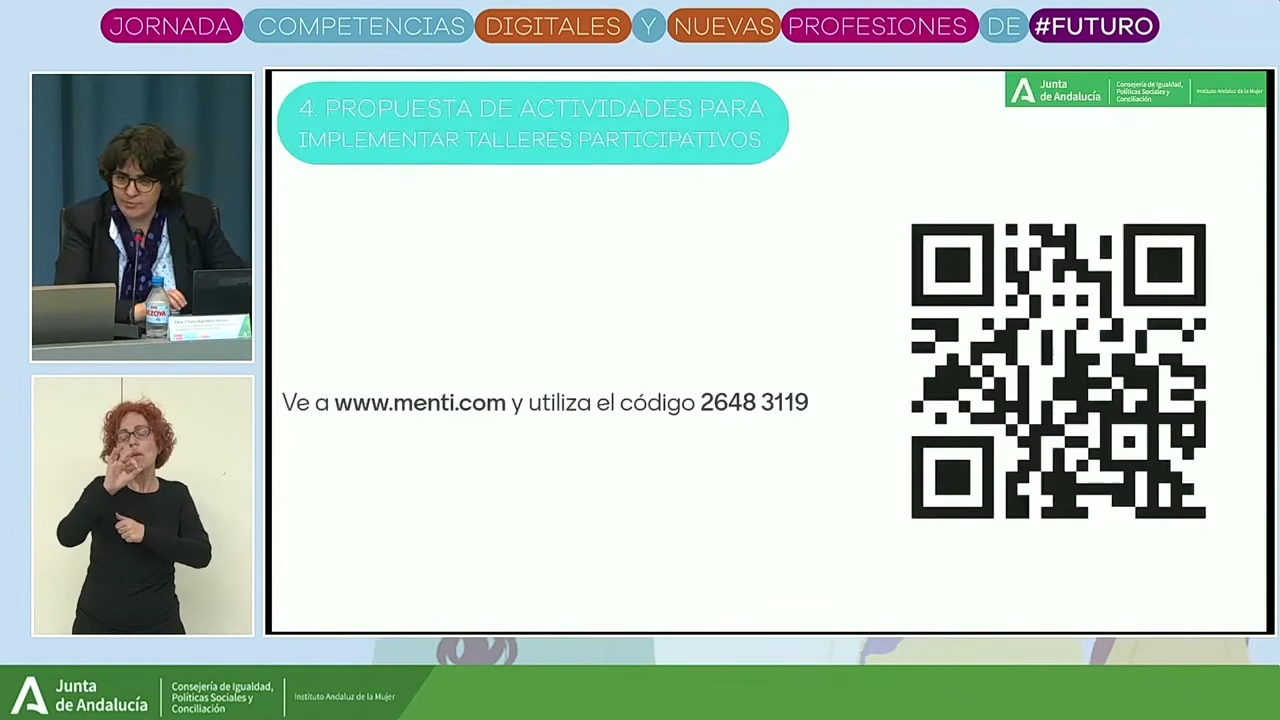 JORNADA COMPETENCIAS DIGITALES Y NUEVAS PROFESIONES DE #FUTURO
4. PROPUESTA DE ACTIVIDADES PARA
IMPLEMENTAR TALLERES PARTICIPATIVOS
Junta
de Andalucía
Consejería de Igualdad,
Políticas Sociales y
Conciliación
Instituto Andaluz de la Mujer
Ve a www.menti.com y utiliza el código 2648 3119
Junta
de Andalucía
Consejería de Igualdad,
Políticas Sociales y
Conciliación
Instituto Andaluz de la Mujer